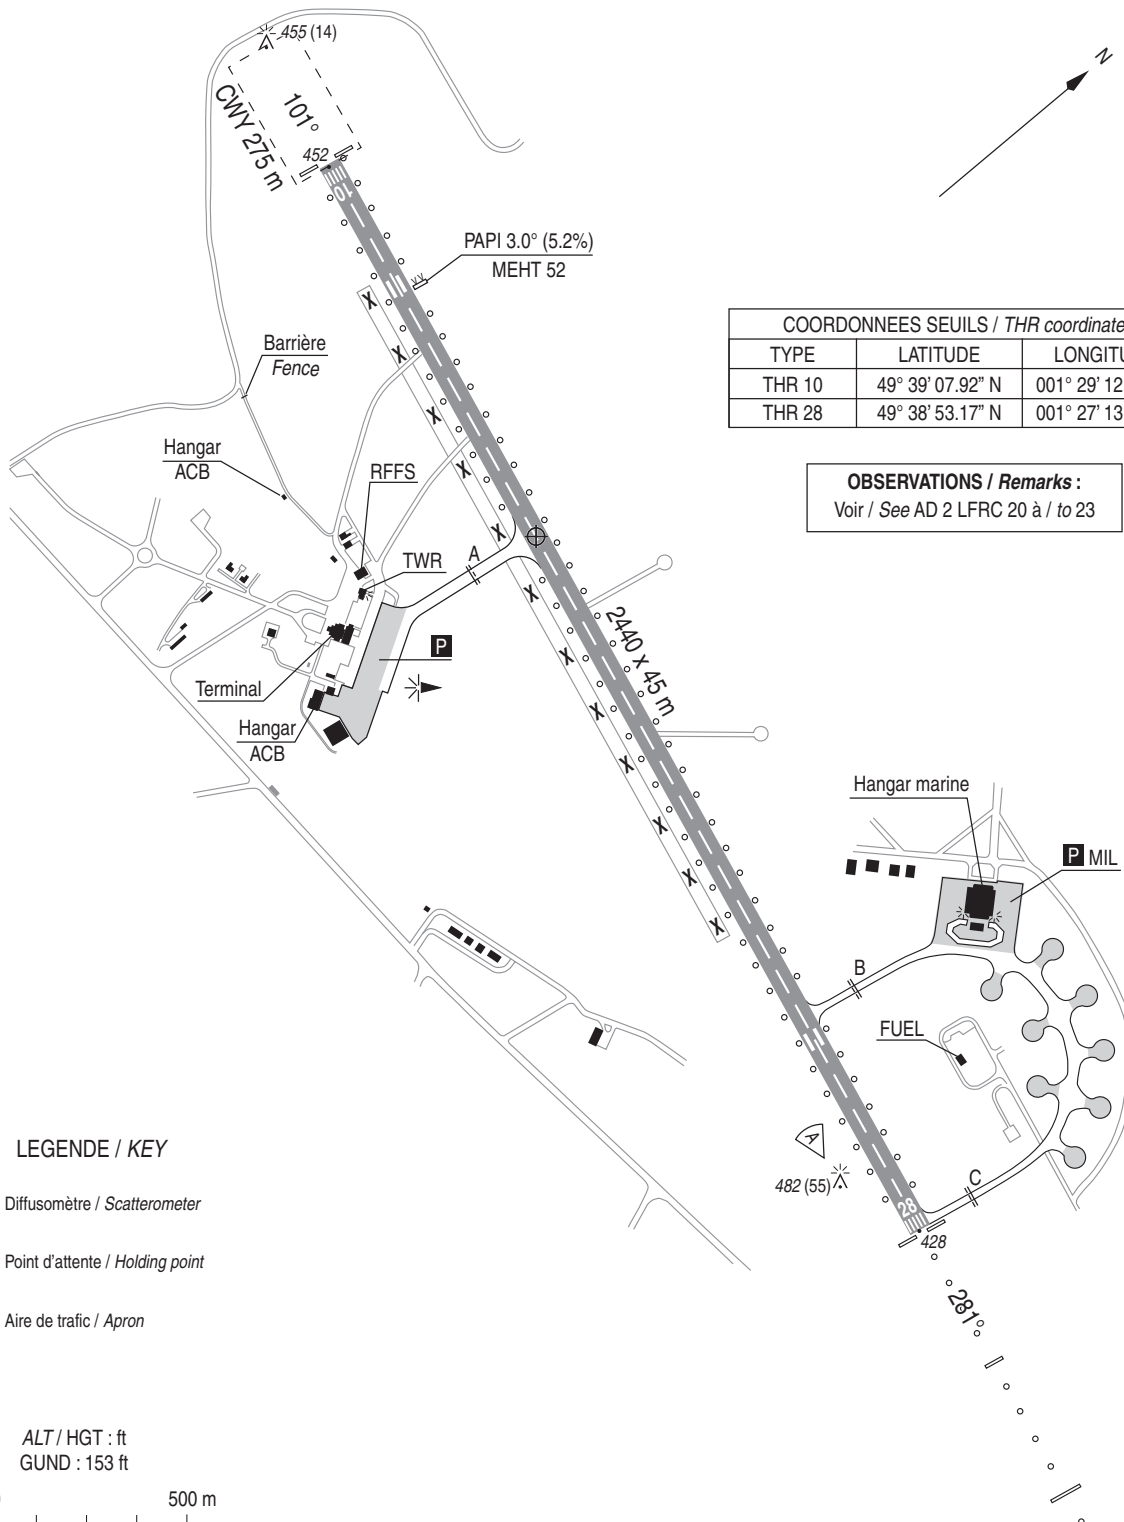 455 (14)
N
101°
CWY 275 m
452
10
PAPI 3.0° (5.2%)
MEHT 52
COORDONNEES SEUILS / THR coordinate
TYPE LATITUDE LONGITU
THR 10 49° 39' 07.92" N 001° 29' 12
THR 28 49° 38' 53.17" N 001° 27' 13
Barrière
Fence
Hangar
ACB
RFFS
OBSERVATIONS / Remarks :
Voir / See AD 2 LFRC 20 à / to 23
TWR
A
2440 x 45 m
P
Terminal
Hangar
ACB
X
X
X
X
X
X
X
X
X
X
X
X
Hangar marine
P MIL
B
FUEL
A
482 (55)
C
28
428
281°
LEGENDE / KEY
Diffusomètre / Scatterometer
Point d'attente / Holding point
Aire de trafic / Apron
ALT / HGT : ft
GUND : 153 ft
500 m